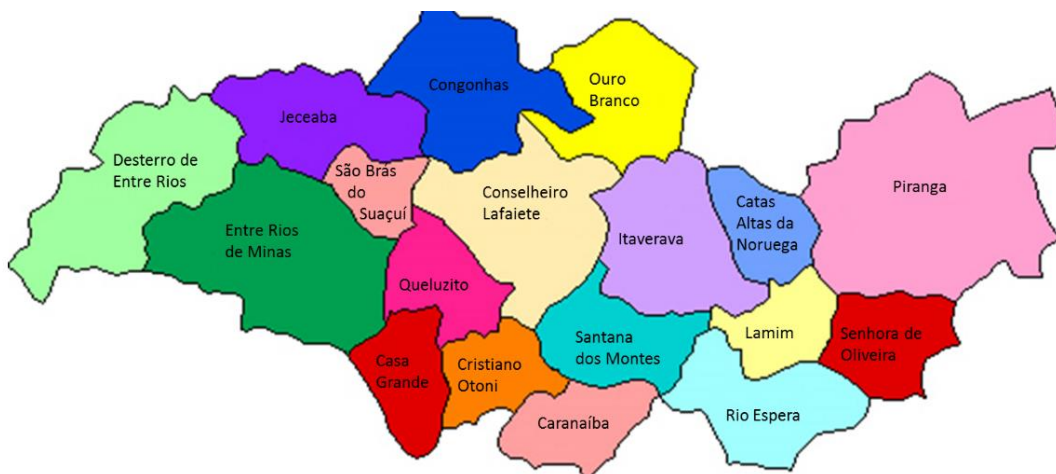 Congonhas
Ouro
Branco
Jeceaba
Desterro de
Entre Rios
São Brás
do
Suaçuí
Conselheiro
Lafaiete
Piranga
Catas
Altas da
Noruega
Entre Rios
de Minas
Itaverava
Queluzito
Santana
dos Montes
Lamim
Senhora de
Oliveira
Casa
Grande
Cristiano
Otoni
Caranaíba
Rio Espera